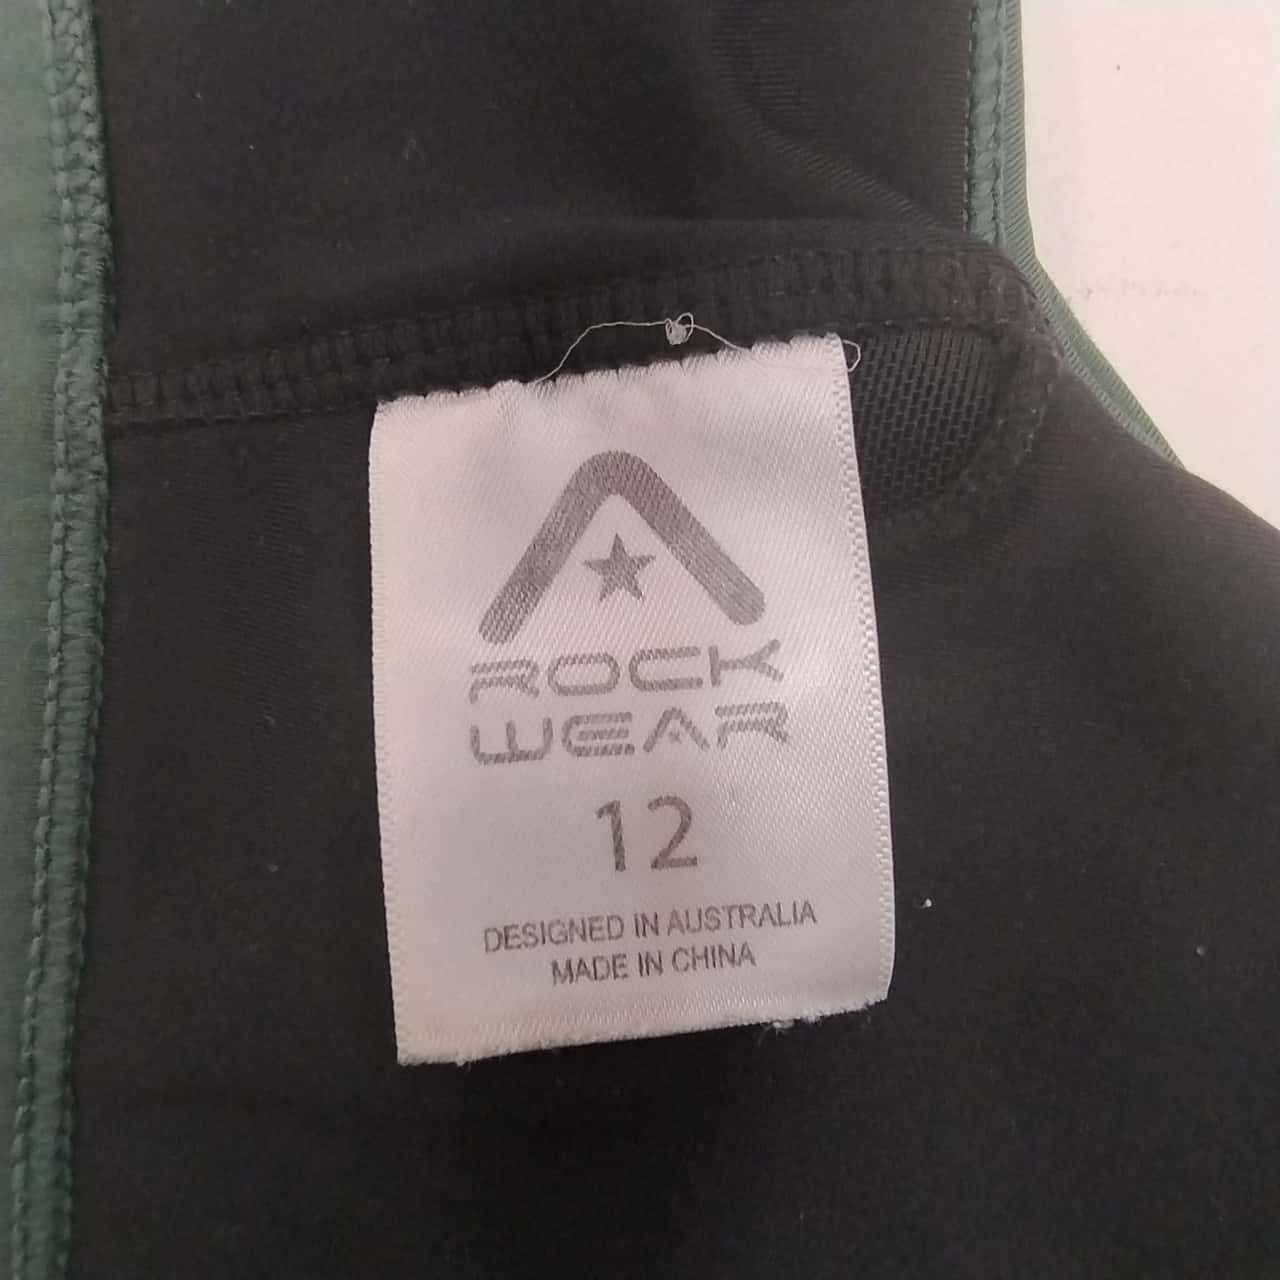 ROCK
WEAR
12
DESIGNED IN AUSTRALIA
MADE IN CHINA